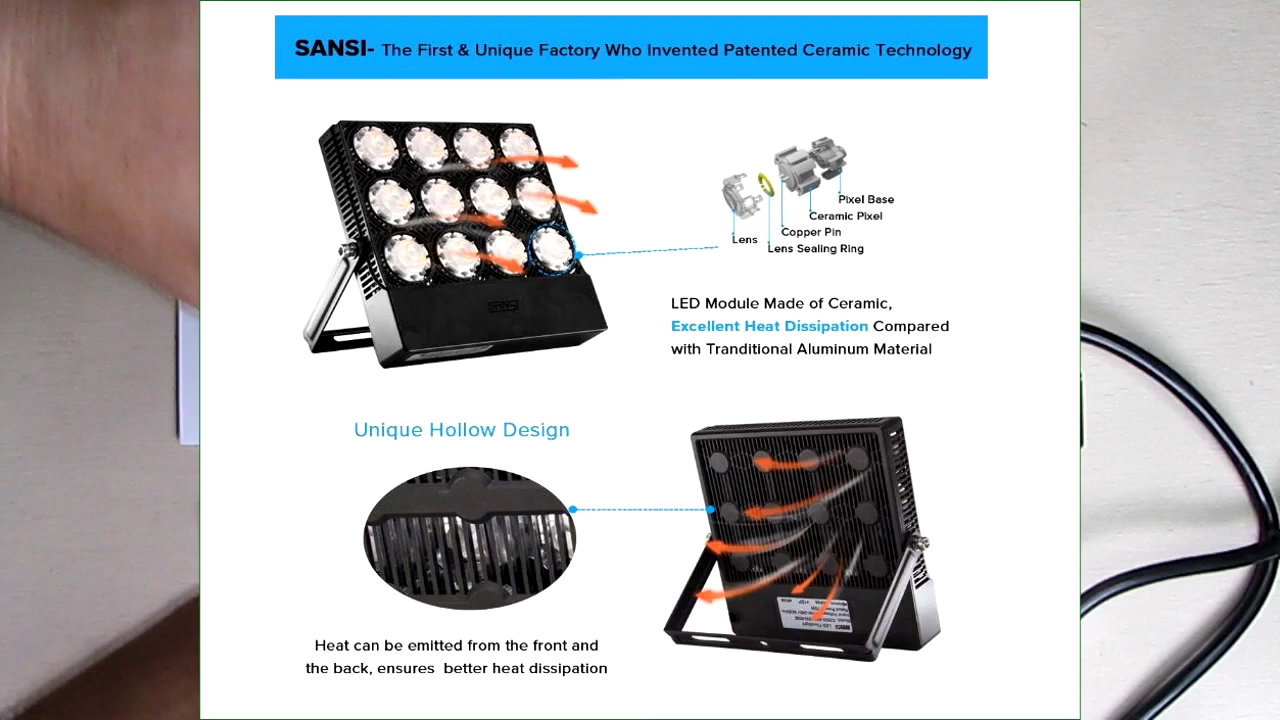 SANSI- The First & Unique Factory Who Invented Patented Ceramic Technology
Pixel Base
Ceramic Pixel
Copper Pin
Lens
Lens Sealing Ring
LED Module Made of Ceramic,
Excellent Heat Dissipation Compared
with Tranditional Aluminum Material
SANSI
Unique Hollow Design
Heat can be emitted from the front and
the back, ensures better heat dissipation